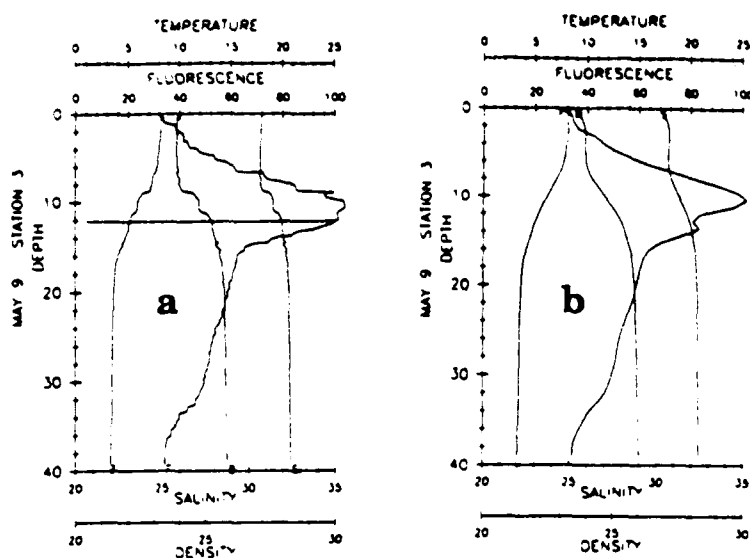 TEMPERATURE
0 5 10 15 20 25
FLUORESCENCE
0 20 40 60 80 100
0
10
20
30
40
MAY 9 STATION 3
DEPTH
a
20 25 30 35
SALINITY
20 25 30
DENSITY
TEMPERATURE
0 5 10 15 20 25
FLUORESCENCE
0 20 40 60 80 100
0
10
20
30
40
MAY 9 STATION 3
DEPTH
b
20 25 30 35
SALINITY
20 25 30
DENSITY